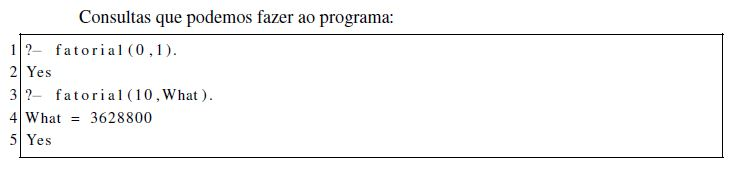 Consultas que podemos fazer ao programa:
1 ?– fatorial(0,1).
2 Yes
3 ?– fatorial(10,What).
4 What = 3628800
5 Yes